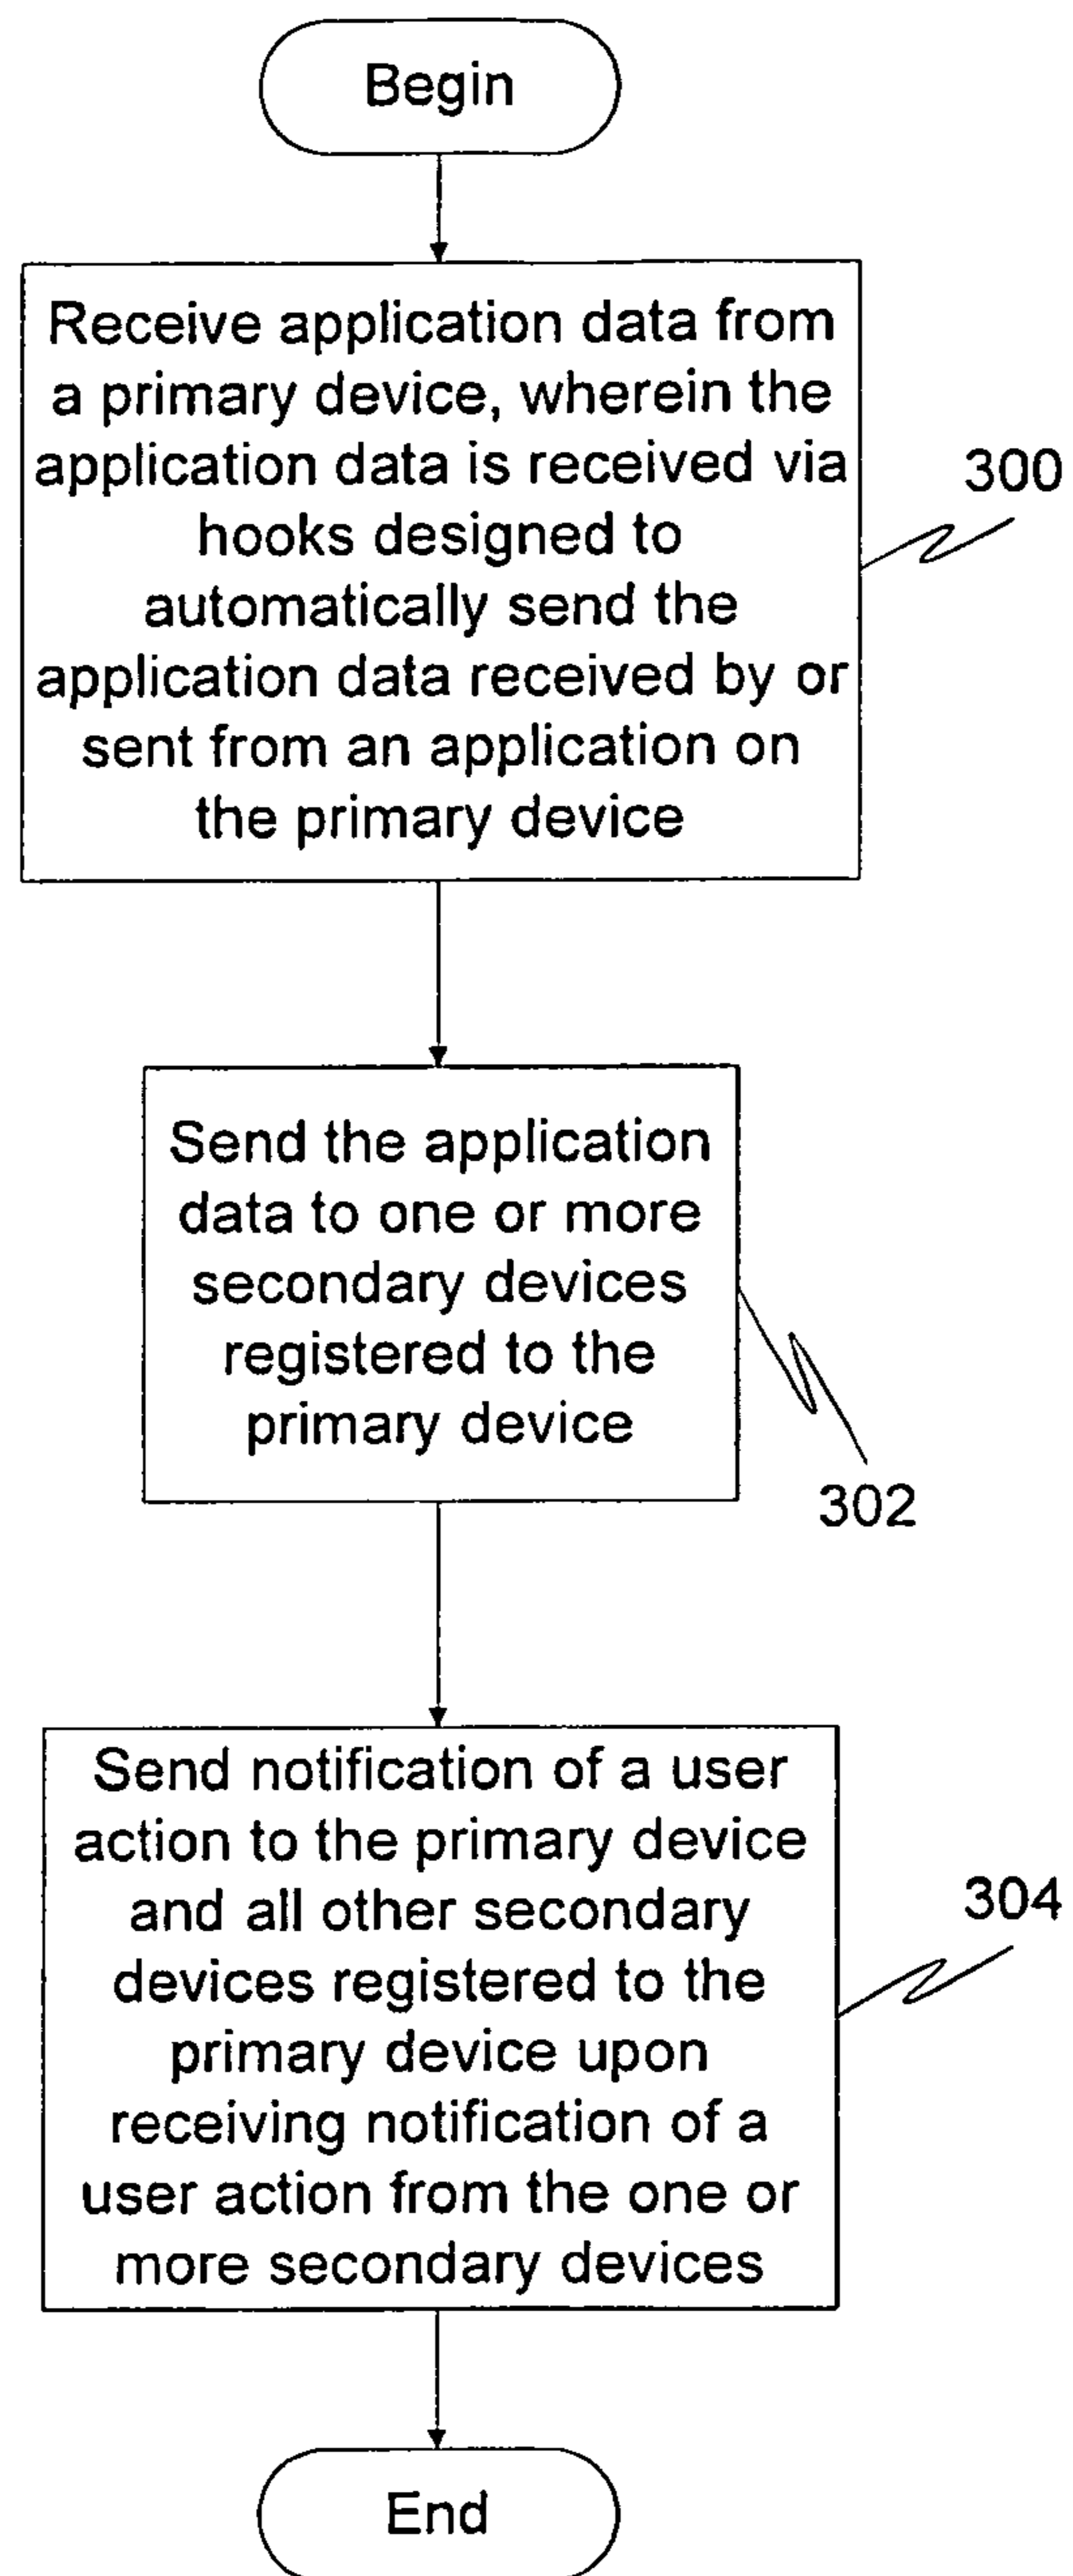 Begin
Receive application data from
a primary device, wherein the
application data is received via
hooks designed to
automatically send the
application data received by or
sent from an application on
the primary device
300
Send the application
data to one or more
secondary devices
registered to the
primary device
302
Send notification of a user
action to the primary device
and all other secondary
devices registered to the
primary device upon
receiving notification of a
user action from the one or
more secondary devices
304
End